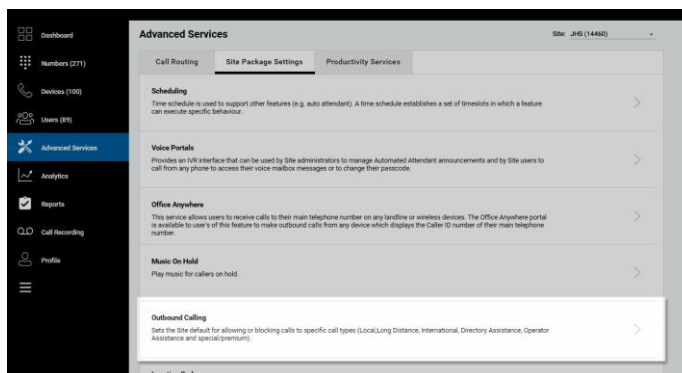 Dashboard
Numbers (271)
Devices (100)
Users (89)
Advanced Services
Analytics
Reports
Call Recording
Profile
Advanced Services
Site: JHS (14460)
Call Routing
Site Package Settings
Productivity Services
Scheduling
Time schedule is used to support other features (e.g. auto attendant). A time schedule establishes a set of timeslots in which a feature
can execute specific behaviour.
Voice Portals
Provides an IVR interface that can be used by Site administrators to manage Automated Attendant announcements and by Site users to
call from any phone to access their voice mailbox messages or to change their passcode.
Office Anywhere
This service allows users to receive calls to their main telephone number on any landline or wireless devices. The Office Anywhere portal
is available to user's of this feature to make outbound calls from any device which displays the Caller ID number of their main telephone
number.
Music On Hold
Play music for callers on hold.
Outbound Calling
Sets the Site default for allowing or blocking calls to specific call types (Local,Long Distance, International, Directory Assistance, Operator
Assistance and special/premium).